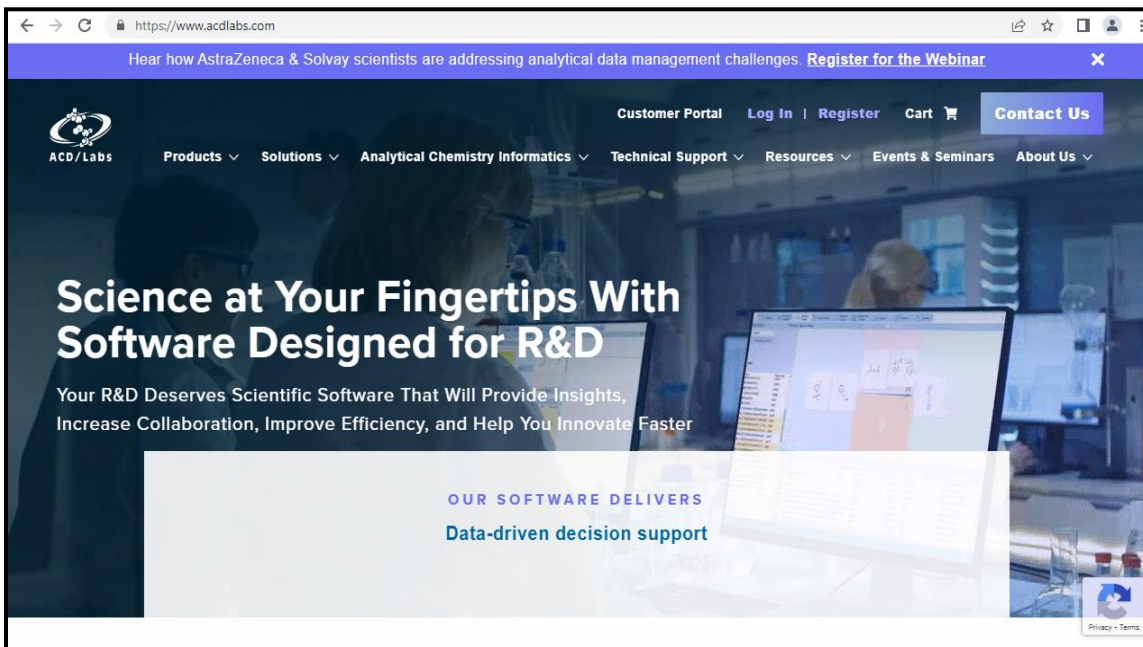 https://www.acdlabs.com
Hear how AstraZeneca & Solvay scientists are addressing analytical data management challenges. Register for the Webinar
Customer Portal Log In | Register Cart Contact Us
ACD/Labs
Products Solutions Analytical Chemistry Informatics Technical Support Resources Events & Seminars About Us
Science at Your Fingertips With
Software Designed for R&D
Your R&D Deserves Scientific Software That Will Provide Insights,
Increase Collaboration, Improve Efficiency, and Help You Innovate Faster
OUR SOFTWARE DELIVERS
Data-driven decision support
Privacy - Terms